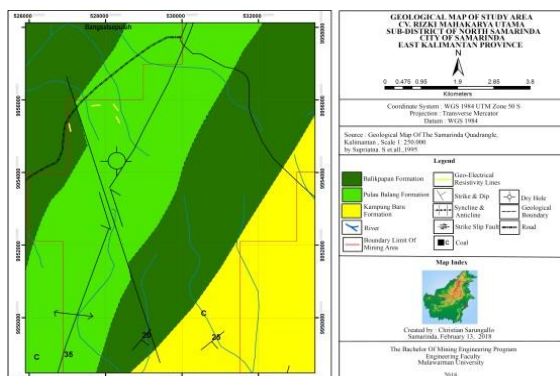 526000 528000 530000 532000
Bangsalsepuluh
GEOLOGICAL MAP OF STUDY AREA
CV. RIZKI MAHAKARYA UTAMA
SUB-DISTRICT OF NORTH SAMARINDA
CITY OF SAMARINDA
EAST KALIMANTAN PROVINCE
N
0 0.475 0.95 1.9 2.85 3.8
Kilometers
Coordinate System : WGS 1984 UTM Zone 50 S
Projection : Transverse Mercator
Datum : WGS 1984
Source : Geological Map Of The Samarinda Quadrangle,
Kalimantan , Scale 1: 250.000
by Supriatna. S et all.,1995
Legend
Balikpapan Formation
Pulau Balang Formation
Kampung Baru
Formation
River
Boundary Limit Of
Mining Area
Geo-Electrical
Resistivity Lines
Strike & Dip
Syncline &
Anticline
Strike Slip Fault
C Coal
Dry Hole
Geological
Boundary
Road
Map Index
Created by : Christian Sarungallo
Samarinda, February 13, 2018
The Bachelor Of Mining Engineering Program
Engineering Faculty
Mulawarman University
2018
C
35
25
C
25